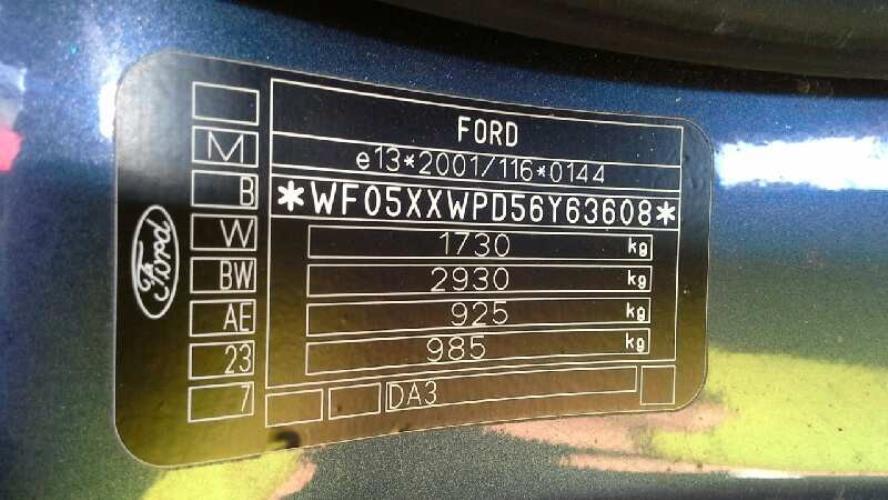 Ford
M
B
W
BW
AE
23
7
FORD
e13*2001/116*0144
*WF05XXWPD56Y63608*
1730 kg
2930 kg
925 kg
985 kg
DA3